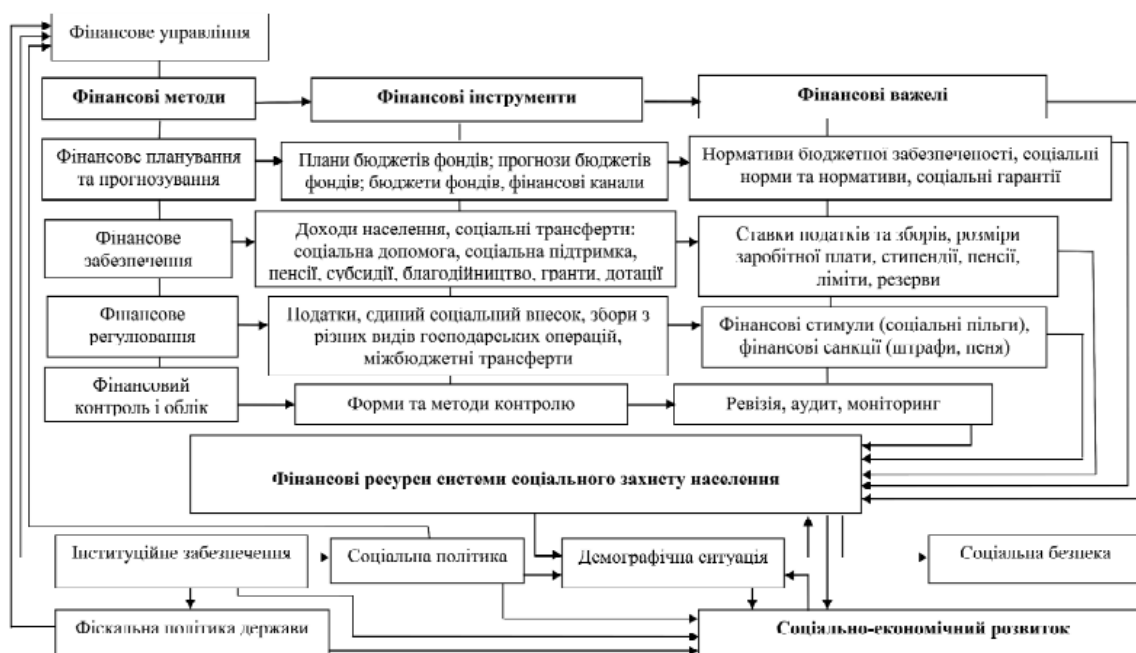 Фінансове управління
Фінансові методи
Фінансові інструменти
Фінансові важелі
Фінансове планування
та прогнозування
Плани бюджетів фондів; прогнози бюджетів
фондів; бюджети фондів, фінансові канали
Нормативи бюджетної забезпеченості, соціальні
норми та нормативи, соціальні гарантії
Фінансове
забезпечення
Доходи населення, соціальні трансферти:
соціальна допомога, соціальна підтримка,
пенсії, субсидії, благодійництво, гранти, дотації
Ставки податків та зборів, розміри
заробітної плати, стипендії, пенсії,
ліміти, резерви
Фінансове
регулювання
Податки, єдиний соціальний внесок, збори з
різних видів господарських операцій,
міжбюджетні трансферти
Фінансові стимули (соціальні пільги),
фінансові санкції (штрафи, пеня)
Фінансовий
контроль і облік
Форми та методи контролю
Ревізія, аудит, моніторинг
Фінансові ресурси системи соціального захисту населення
Інституційне забезпечення
Соціальна політика
Демографічна ситуація
Соціальна безпека
Фіскальна політика держави
Соціально-економічний розвиток